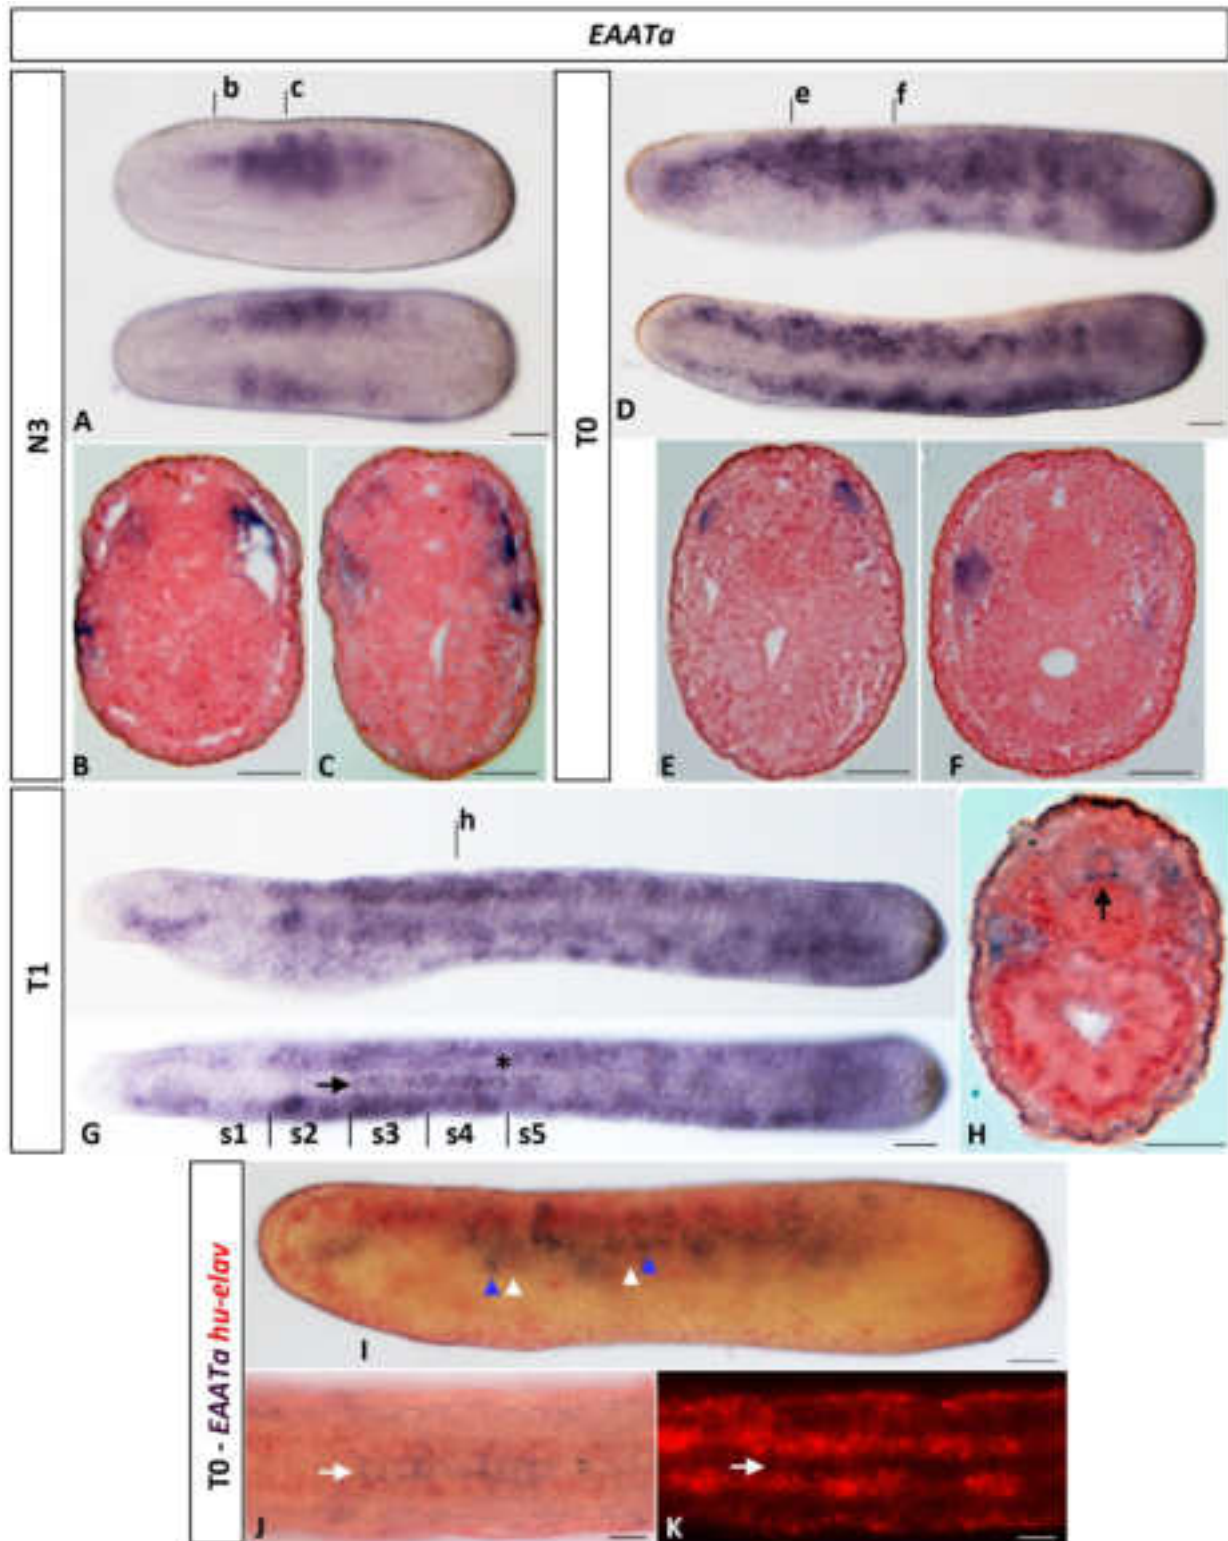 EAATa
b c e f
A D
N3 T0
B C E F
h
T1
*
G s1 s2 s3 s4 s5 H
T0 - EAATa hu-elav
I
J K